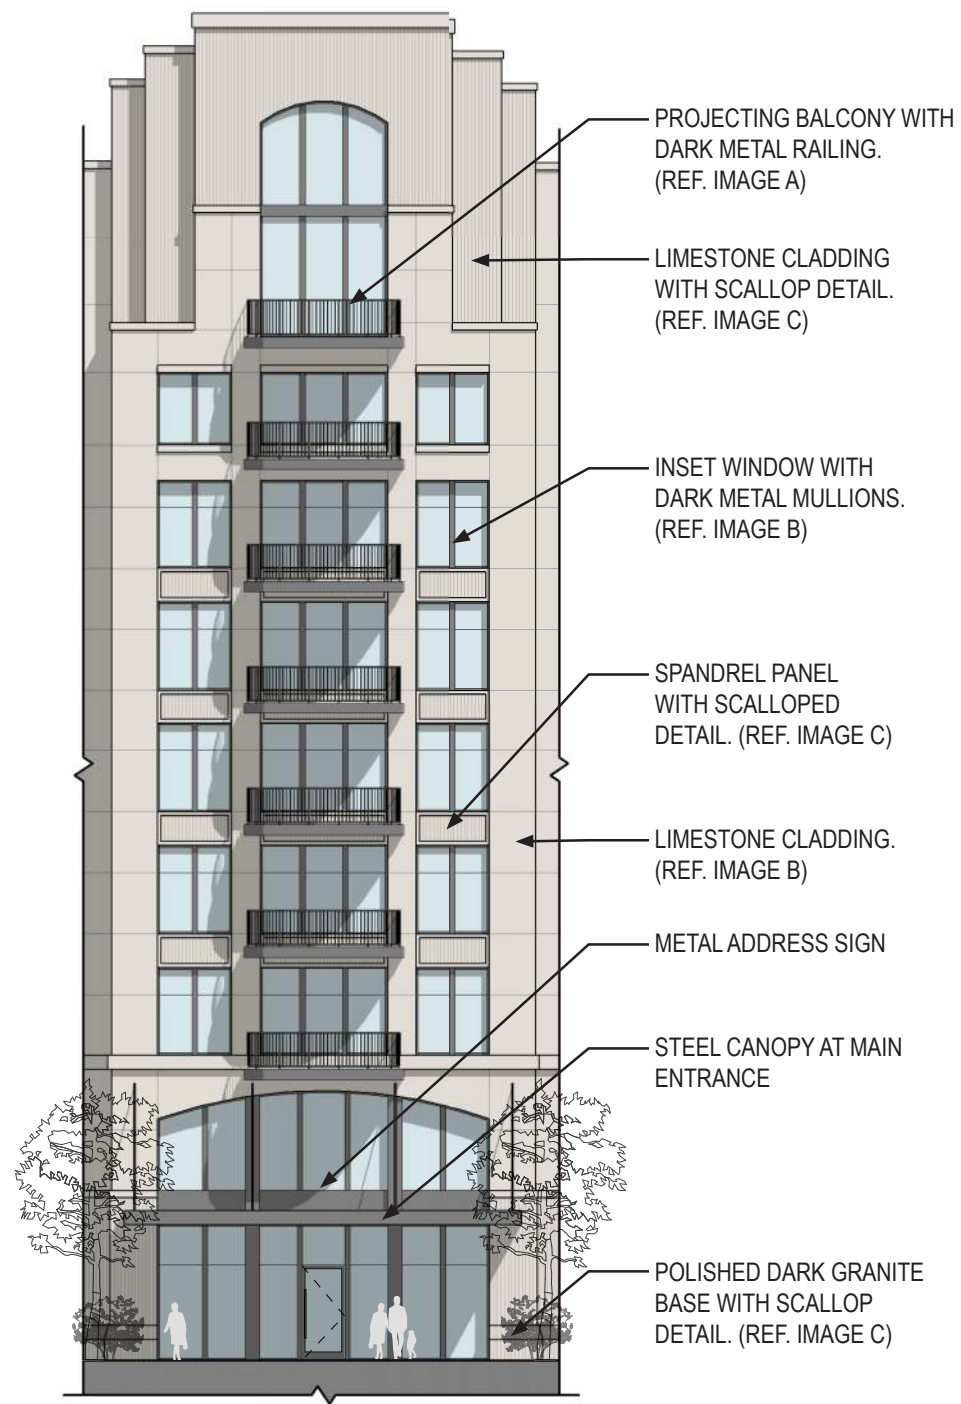 PROJECTING BALCONY WITH
DARK METAL RAILING.
(REF. IMAGE A)
LIMESTONE CLADDING
WITH SCALLOP DETAIL.
(REF. IMAGE C)
INSET WINDOW WITH
DARK METAL MULLIONS.
(REF. IMAGE B)
SPANDREL PANEL
WITH SCALLOPED
DETAIL. (REF. IMAGE C)
LIMESTONE CLADDING.
(REF. IMAGE B)
METAL ADDRESS SIGN
STEEL CANOPY AT MAIN
ENTRANCE
POLISHED DARK GRANITE
BASE WITH SCALLOP
DETAIL. (REF. IMAGE C)